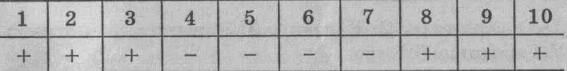 1 2 3 4 5 6 7 8 9 10
+ + + − − − − + + +